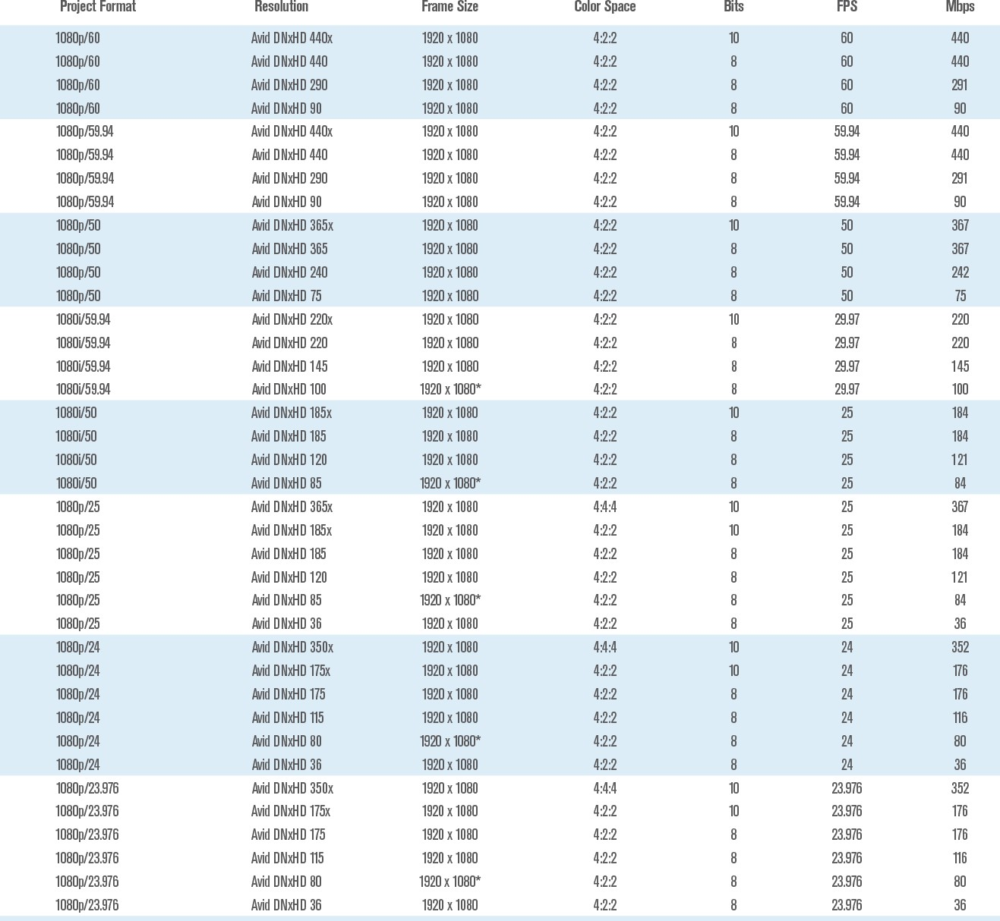 Project Format Resolution Frame Size Color Space Bits FPS Mbps
1080p/60 Avid DNxHD 440x 1920 x 1080 4:2:2 10 60 440
1080p/60 Avid DNxHD 440 1920 x 1080 4:2:2 8 60 440
1080p/60 Avid DNxHD 290 1920 x 1080 4:2:2 8 60 291
1080p/60 Avid DNxHD 90 1920 x 1080 4:2:2 8 60 90
1080p/59.94 Avid DNxHD 440x 1920 x 1080 4:2:2 10 59.94 440
1080p/59.94 Avid DNxHD 440 1920 x 1080 4:2:2 8 59.94 440
1080p/59.94 Avid DNxHD 290 1920 x 1080 4:2:2 8 59.94 291
1080p/59.94 Avid DNxHD 90 1920 x 1080 4:2:2 8 59.94 90
1080p/50 Avid DNxHD 365x 1920 x 1080 4:2:2 10 50 367
1080p/50 Avid DNxHD 365 1920 x 1080 4:2:2 8 50 367
1080p/50 Avid DNxHD 240 1920 x 1080 4:2:2 8 50 242
1080p/50 Avid DNxHD 75 1920 x 1080 4:2:2 8 50 75
1080i/59.94 Avid DNxHD 220x 1920 x 1080 4:2:2 10 29.97 220
1080i/59.94 Avid DNxHD 220 1920 x 1080 4:2:2 8 29.97 220
1080i/59.94 Avid DNxHD 145 1920 x 1080 4:2:2 8 29.97 145
1080i/59.94 Avid DNxHD 100 1920 x 1080* 4:2:2 8 29.97 100
1080i/50 Avid DNxHD 185x 1920 x 1080 4:2:2 10 25 184
1080i/50 Avid DNxHD 185 1920 x 1080 4:2:2 8 25 184
1080i/50 Avid DNxHD 120 1920 x 1080 4:2:2 8 25 121
1080i/50 Avid DNxHD 85 1920 x 1080* 4:2:2 8 25 84
1080p/25 Avid DNxHD 365x 1920 x 1080 4:4:4 10 25 367
1080p/25 Avid DNxHD 185x 1920 x 1080 4:2:2 10 25 184
1080p/25 Avid DNxHD 185 1920 x 1080 4:2:2 8 25 184
1080p/25 Avid DNxHD 120 1920 x 1080 4:2:2 8 25 121
1080p/25 Avid DNxHD 85 1920 x 1080* 4:2:2 8 25 84
1080p/25 Avid DNxHD 36 1920 x 1080 4:2:2 8 25 36
1080p/24 Avid DNxHD 350x 1920 x 1080 4:4:4 10 24 352
1080p/24 Avid DNxHD 175x 1920 x 1080 4:2:2 10 24 176
1080p/24 Avid DNxHD 175 1920 x 1080 4:2:2 8 24 176
1080p/24 Avid DNxHD 115 1920 x 1080 4:2:2 8 24 116
1080p/24 Avid DNxHD 80 1920 x 1080* 4:2:2 8 24 80
1080p/24 Avid DNxHD 36 1920 x 1080 4:2:2 8 24 36
1080p/23.976 Avid DNxHD 350x 1920 x 1080 4:4:4 10 23.976 352
1080p/23.976 Avid DNxHD 175x 1920 x 1080 4:2:2 10 23.976 176
1080p/23.976 Avid DNxHD 175 1920 x 1080 4:2:2 8 23.976 176
1080p/23.976 Avid DNxHD 115 1920 x 1080 4:2:2 8 23.976 116
1080p/23.976 Avid DNxHD 80 1920 x 1080* 4:2:2 8 23.976 80
1080p/23.976 Avid DNxHD 36 1920 x 1080 4:2:2 8 23.976 36